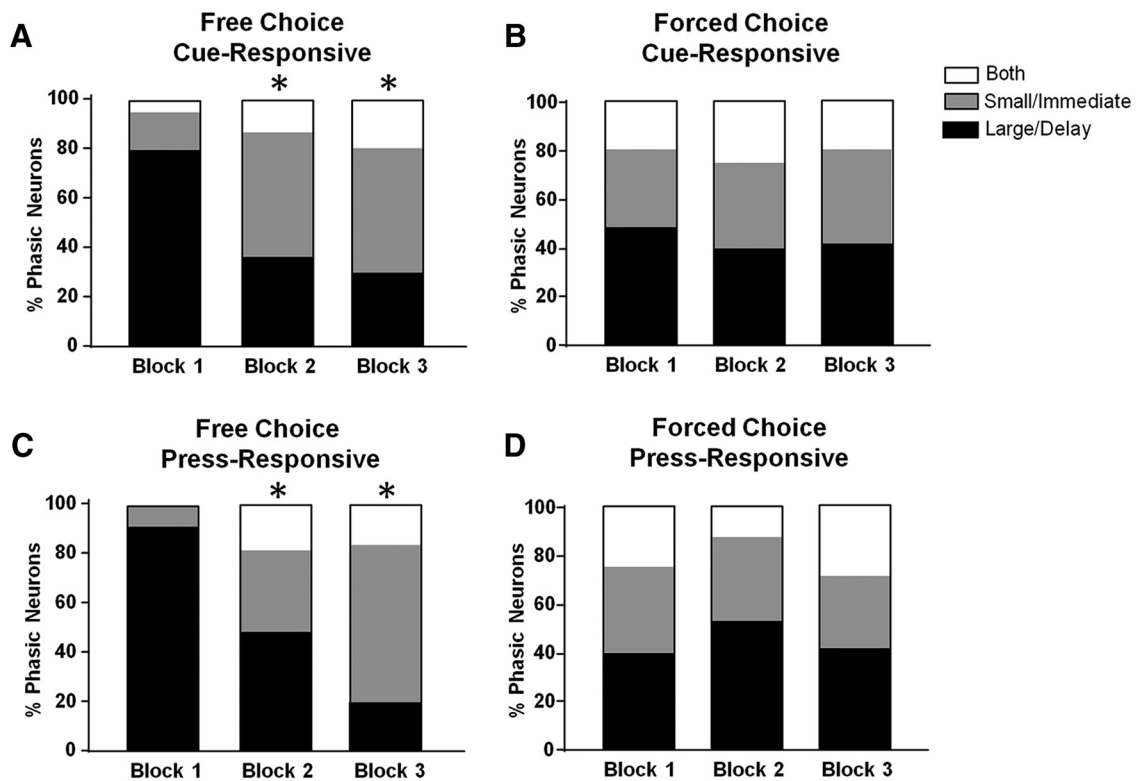 A
Free Choice
Cue-Responsive
* *
% Phasic Neurons
100
80
60
40
20
0
Block 1 Block 2 Block 3
B
Forced Choice
Cue-Responsive
% Phasic Neurons
100
80
60
40
20
0
Block 1 Block 2 Block 3
Both
Small/Immediate
Large/Delay
C
Free Choice
Press-Responsive
* *
% Phasic Neurons
100
80
60
40
20
0
Block 1 Block 2 Block 3
D
Forced Choice
Press-Responsive
% Phasic Neurons
100
80
60
40
20
0
Block 1 Block 2 Block 3